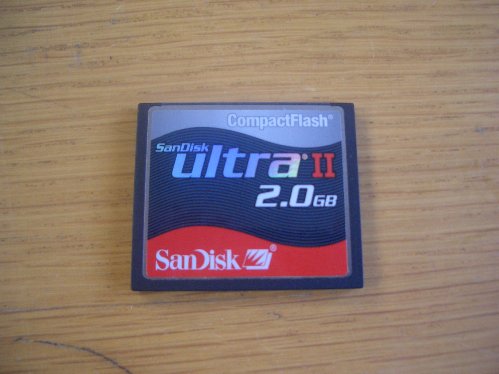 CompactFlash®
SanDisk
ultra® II
2.0GB
SanDisk